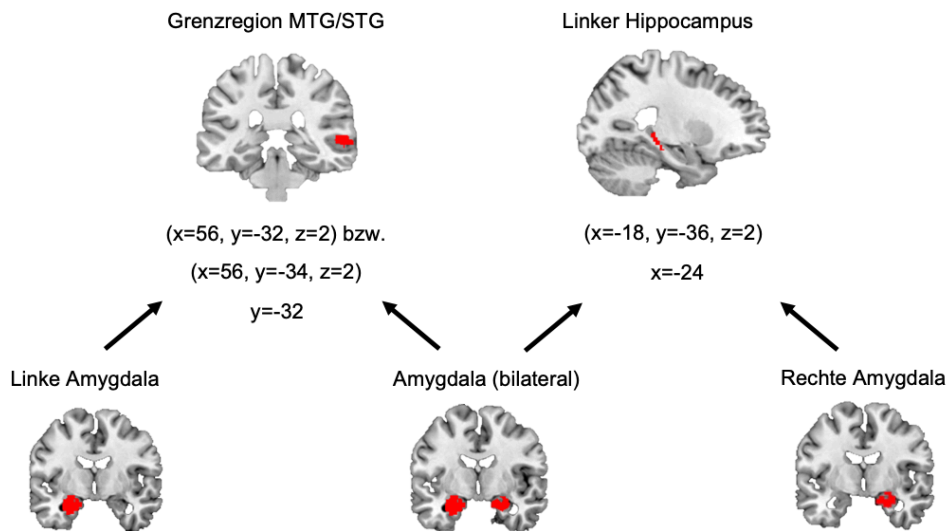 Grenzregion MTG/STG
Linker Hippocampus
(x=56, y=-32, z=2) bzw.
(x=56, y=-34, z=2)
y=-32
(x=-18, y=-36, z=2)
x=-24
Linke Amygdala
Amygdala (bilateral)
Rechte Amygdala